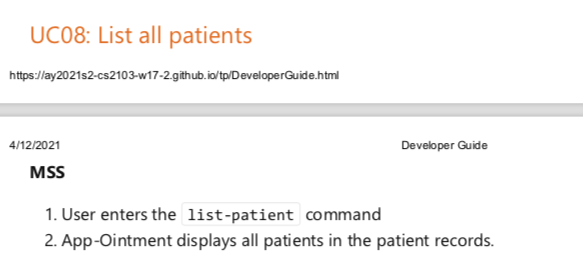 UC08: List all patients
https://ay2021s2-cs2103-w17-2.github.io/tp/DeveloperGuide.html
4/12/2021 Developer Guide
MSS
1. User enters the list-patient command
2. App-Ointment displays all patients in the patient records.